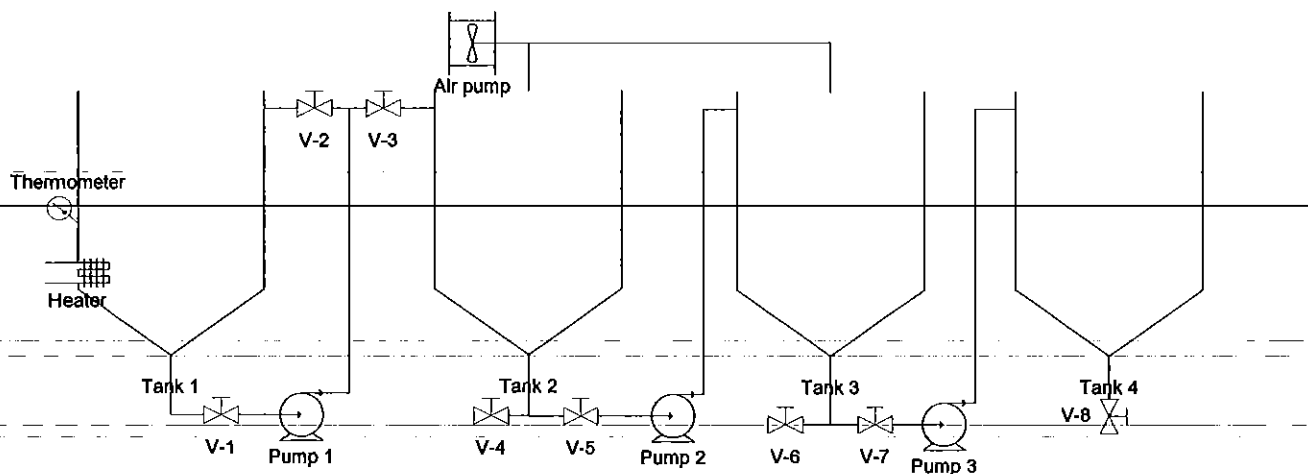 Air pump
V-2
V-3
Thermometer
Heater
Tank 1
Tank 2
Tank 3
Tank 4
V-1
Pump 1
V-4
V-5
Pump 2
V-6
V-7
Pump 3
V-8